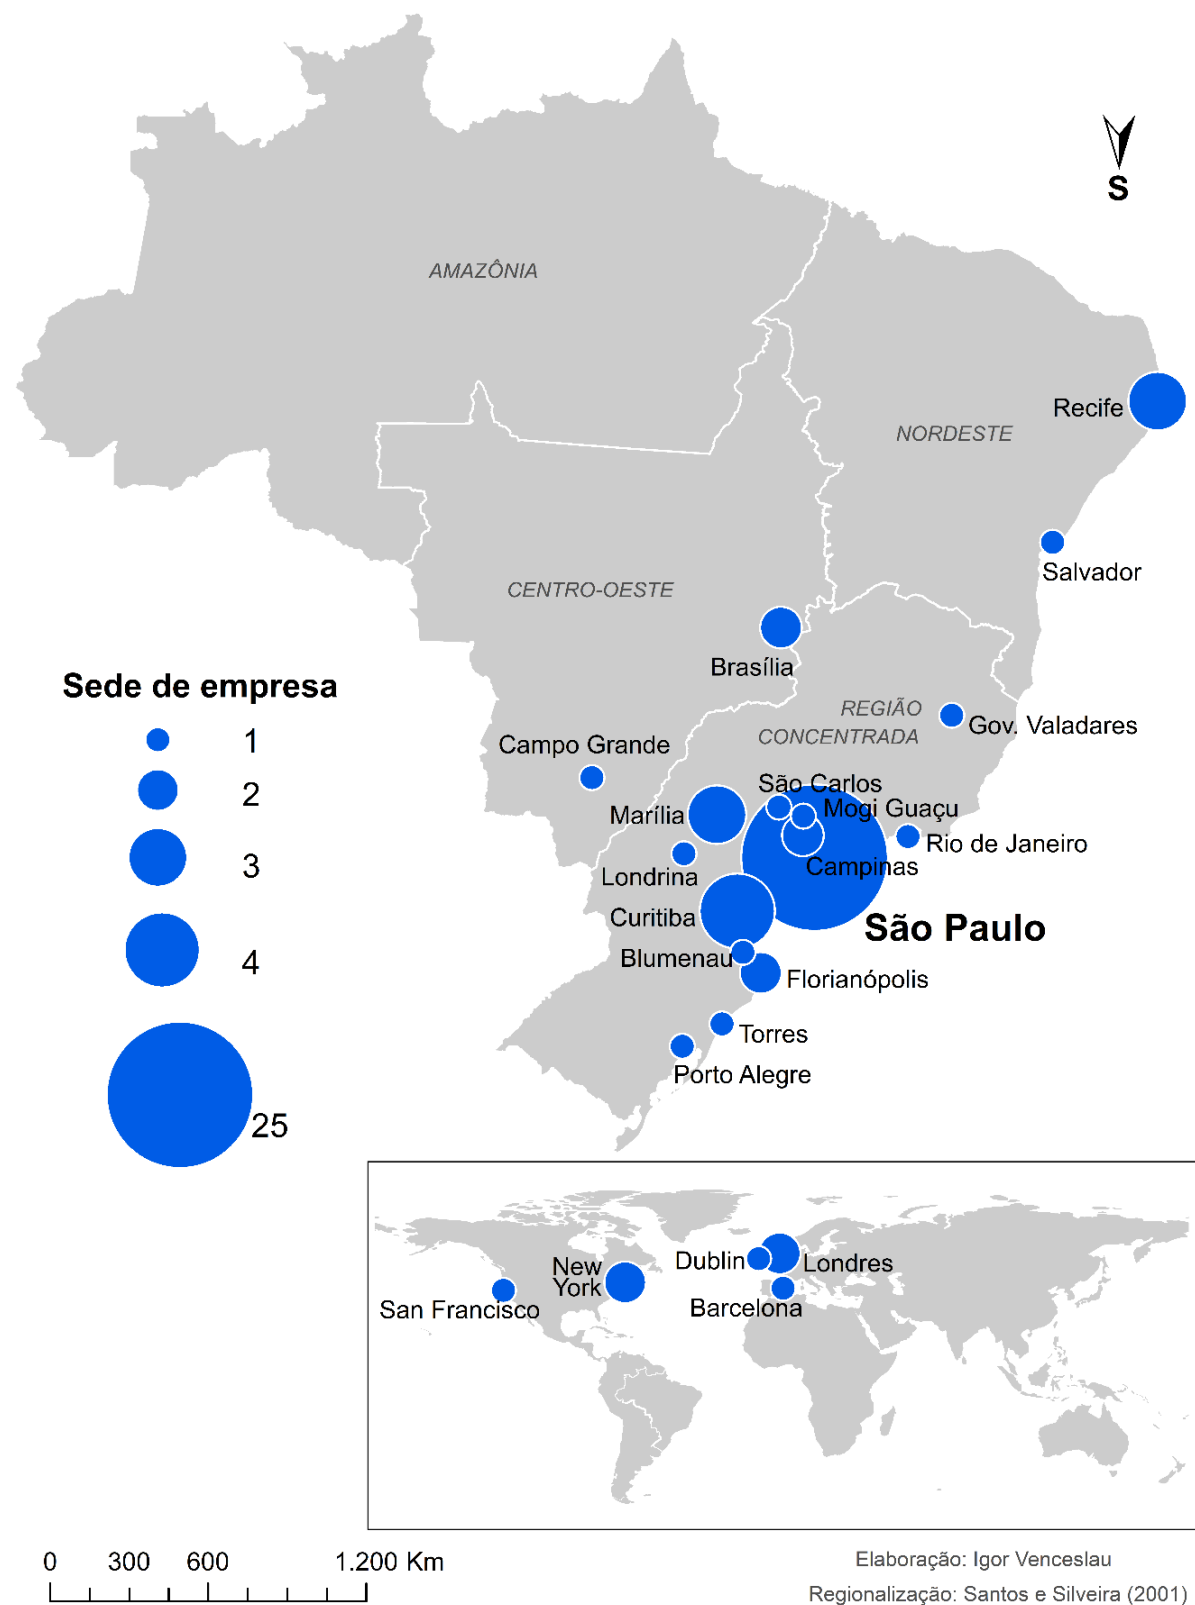 S
AMAZÔNIA
Recife
NORDESTE
Salvador
CENTRO-OESTE
Brasília
Sede de empresa
1
2
3
4
25
REGIÃO
CONCENTRADA
Gov. Valadares
Campo Grande
São Carlos
Marília
Mogi Guaçu
Rio de Janeiro
Londrina
Campinas
Curitiba
São Paulo
Blumenau
Florianópolis
Torres
Porto Alegre
Dublin
Londres
New
York
San Francisco
Barcelona
0 300 600 1.200 Km
Elaboração: Igor Venceslau
Regionalização: Santos e Silveira (2001)